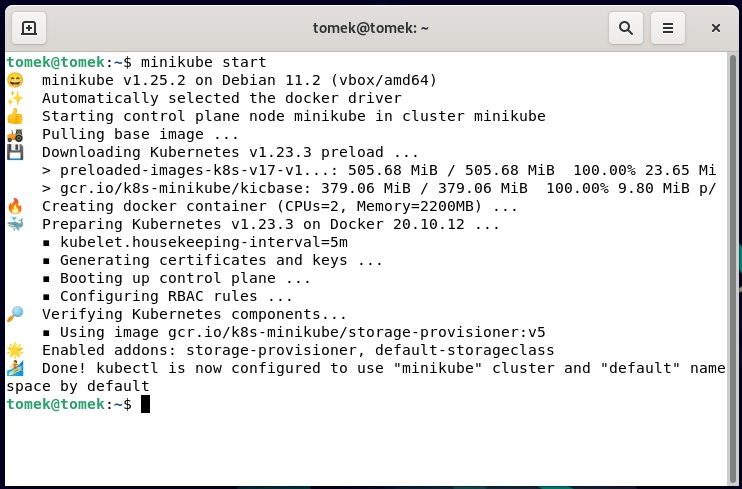 tomek@tomek: ~
tomek@tomek:~$ minikube start
😄 minikube v1.25.2 on Debian 11.2 (vbox/amd64)
✨ Automatically selected the docker driver
👍 Starting control plane node minikube in cluster minikube
🚜 Pulling base image ...
💾 Downloading Kubernetes v1.23.3 preload ...
> preloaded-images-k8s-v17-v1...: 505.68 MiB / 505.68 MiB 100.00% 23.65 Mi
> gcr.io/k8s-minikube/kicbase: 379.06 MiB / 379.06 MiB 100.00% 9.80 MiB p/
🔥 Creating docker container (CPUs=2, Memory=2200MB) ...
🐳 Preparing Kubernetes v1.23.3 on Docker 20.10.12 ...
▪ kubelet.housekeeping-interval=5m
▪ Generating certificates and keys ...
▪ Booting up control plane ...
▪ Configuring RBAC rules ...
🔎 Verifying Kubernetes components...
▪ Using image gcr.io/k8s-minikube/storage-provisioner:v5
🌟 Enabled addons: storage-provisioner, default-storageclass
🏄 Done! kubectl is now configured to use "minikube" cluster and "default" name
space by default
tomek@tomek:~$